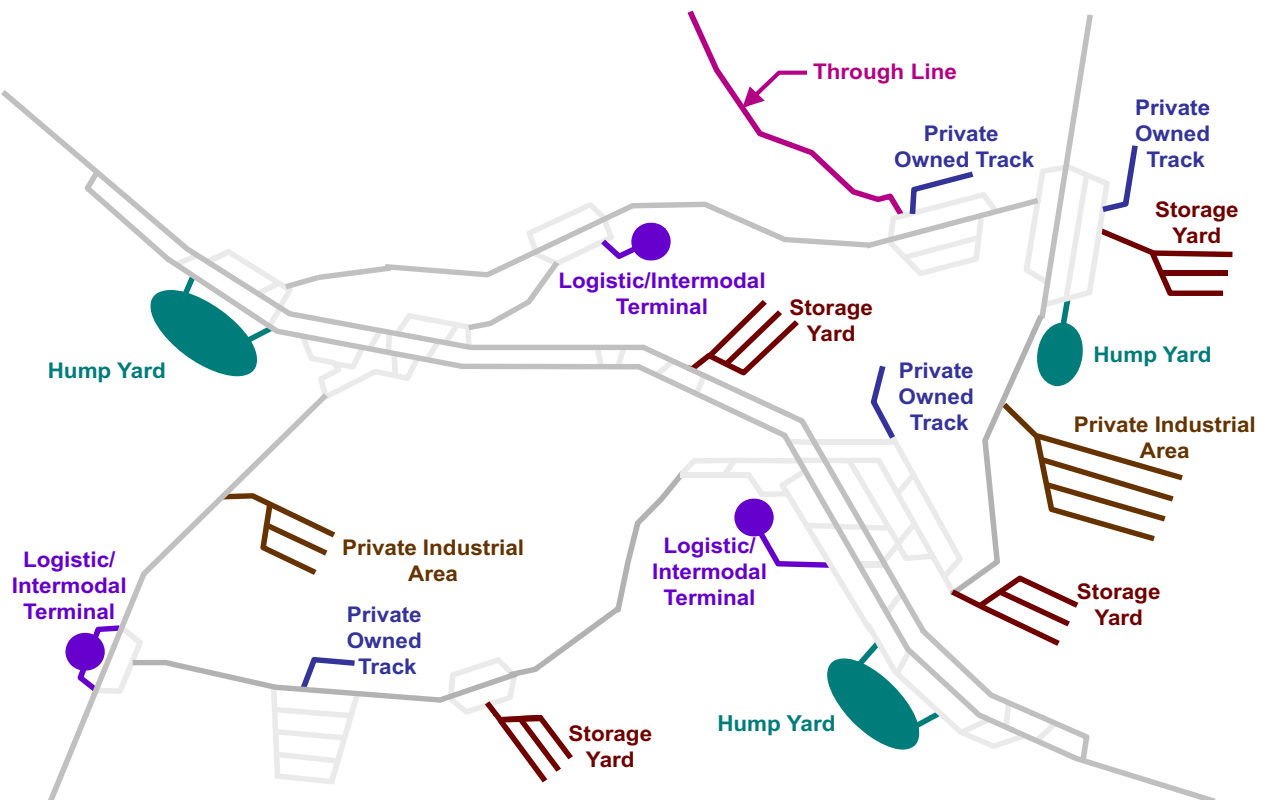 Through Line
Private
Owned Track
Private
Owned
Track
Storage
Yard
Logistic/Intermodal
Terminal
Storage
Yard
Hump Yard
Hump Yard
Private
Owned
Track
Private Industrial
Area
Logistic/
Intermodal
Terminal
Private Industrial
Area
Logistic/
Intermodal
Terminal
Storage
Yard
Private
Owned
Track
Hump Yard
Storage
Yard